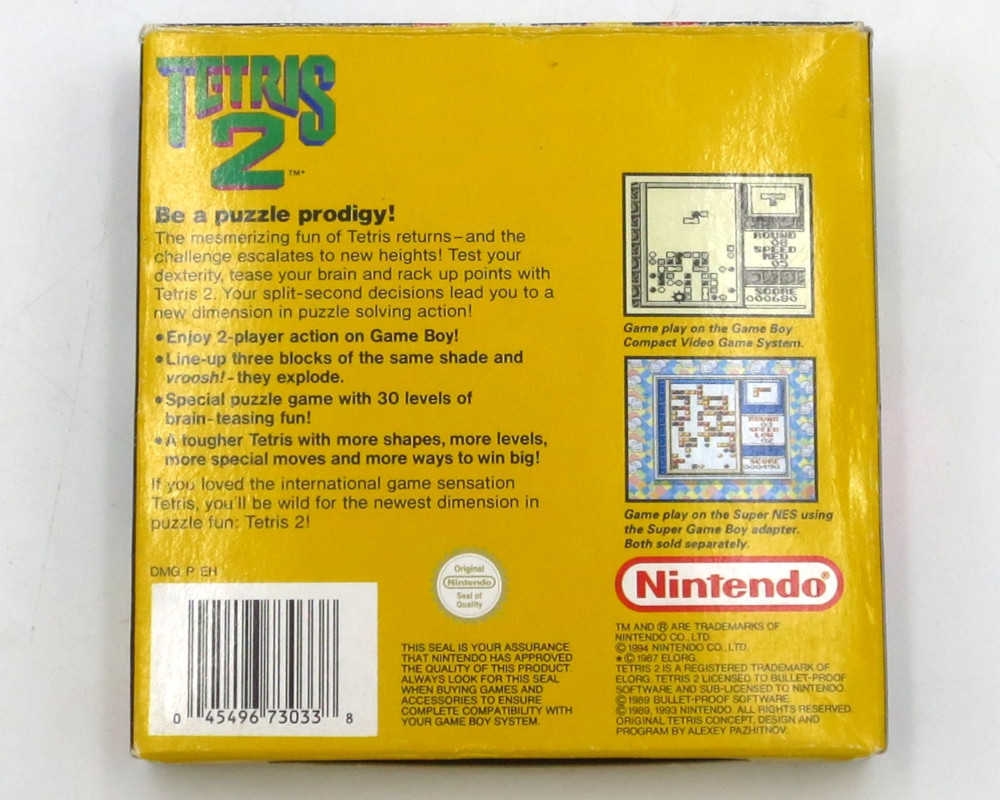 TETRIS
2™*
Be a puzzle prodigy!
The mesmerizing fun of Tetris returns–and the
challenge escalates to new heights! Test your
dexterity, tease your brain and rack up points with
Tetris 2. Your split-second decisions lead you to a
new dimension in puzzle solving action!
• Enjoy 2-player action on Game Boy!
• Line-up three blocks of the same shade and
vroosh!-they explode.
• Special puzzle game with 30 levels of
brain-teasing fun!
• A tougher Tetris with more shapes, more levels,
more special moves and more ways to win big!
If you loved the international game sensation
Tetris, you'll be wild for the newest dimension in
puzzle fun: Tetris 2!
DMG P EH
0 45496 73033 8
Original
Nintendo
Seal of
Quality
THIS SEAL IS YOUR ASSURANCE
THAT NINTENDO HAS APPROVED
THE QUALITY OF THIS PRODUCT.
ALWAYS LOOK FOR THIS SEAL
WHEN BUYING GAMES AND
ACCESSORIES TO ENSURE
COMPLETE COMPATIBILITY WITH
YOUR GAME BOY SYSTEM.
ROUND
SPEED
MED
SCORE
000680
Game play on the Game Boy
Compact Video Game System.
ROUND
03
SPEED
LOW
02
SCORE
000490
Game play on the Super NES using
the Super Game Boy adapter.
Both sold separately.
Nintendo®
TM AND ® ARE TRADEMARKS OF
NINTENDO CO., LTD.
©1994 NINTENDO CO., LTD.
*©1987 ELORG.
TETRIS 2 IS A REGISTERED TRADEMARK OF
ELORG. TETRIS 2 LICENSED TO BULLET-PROOF
SOFTWARE AND SUB-LICENSED TO NINTENDO.
©1989 BULLET-PROOF SOFTWARE.
©1989, 1993 NINTENDO. ALL RIGHTS RESERVED.
ORIGINAL TETRIS CONCEPT, DESIGN AND
PROGRAM BY ALEXEY PAZHITNOV.